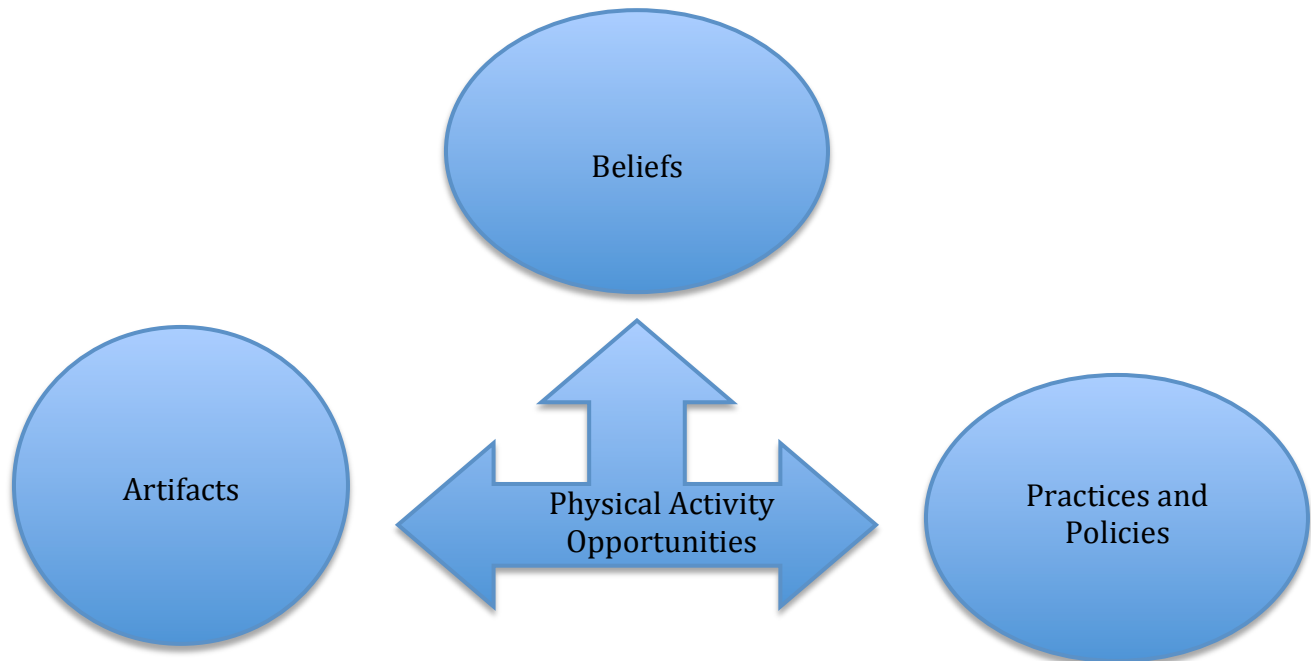 Beliefs
Artifacts
Physical Activity
Opportunities
Practices and
Policies